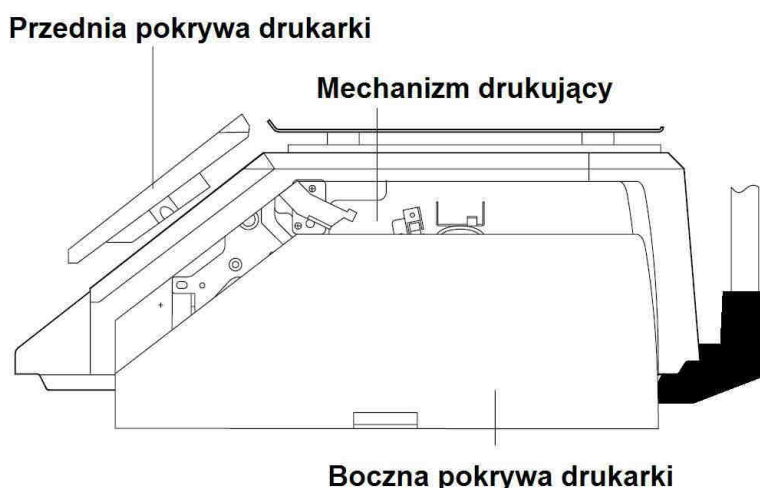 Przednia pokrywa drukarki
Mechanizm drukujący
Boczna pokrywa drukarki